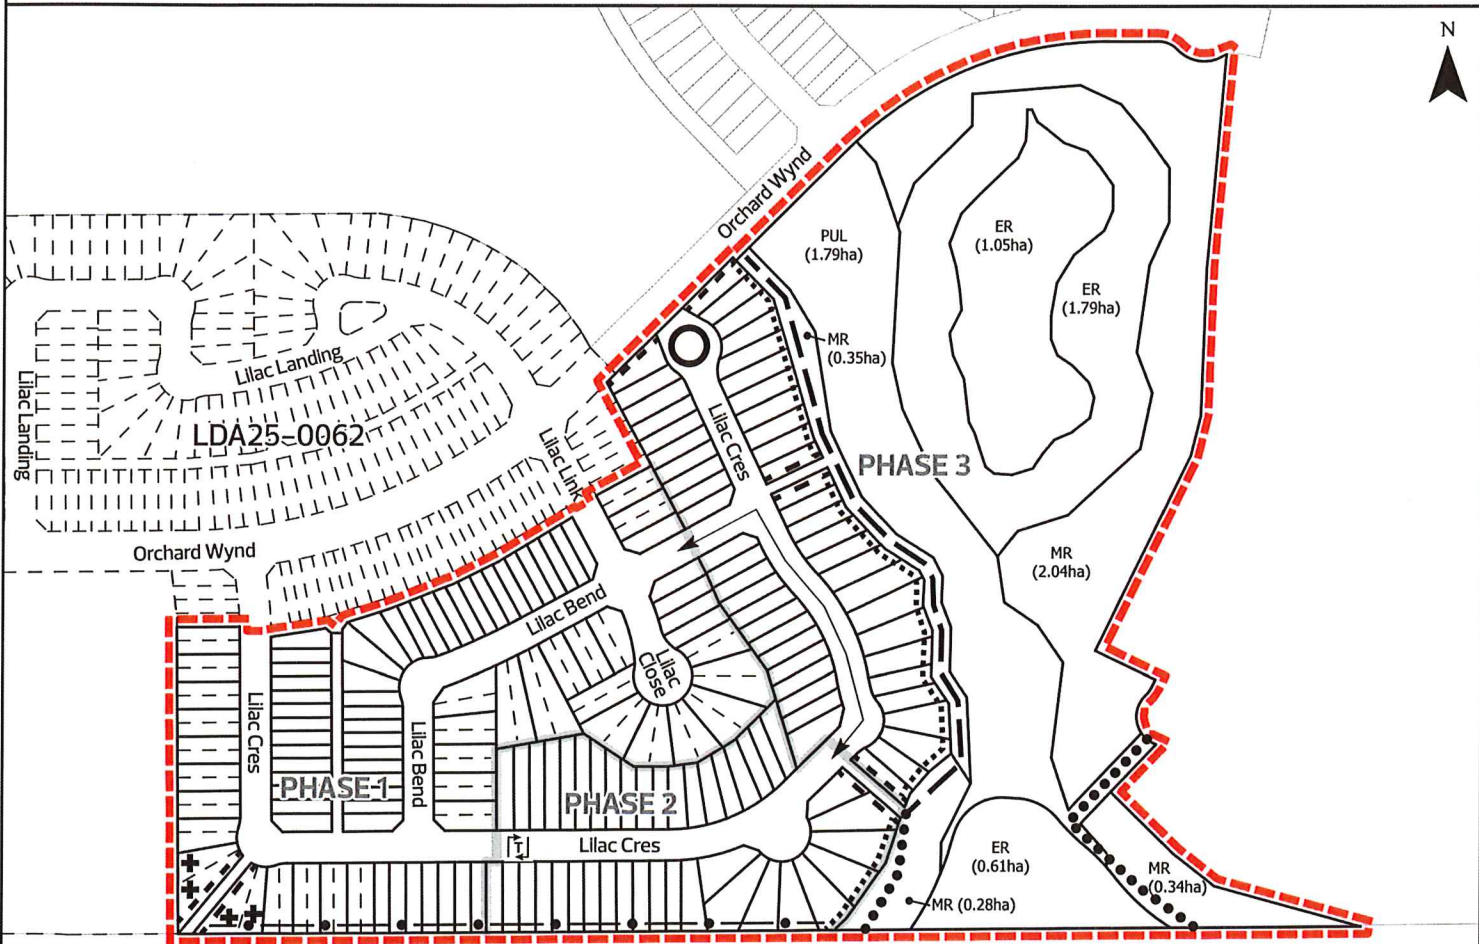 N
Orchard Wynd
PUL
(1.79ha)
ER
(1.05ha)
ER
(1.79ha)
MR
(0.35ha)
Lilac Landing
Lilac Landing
LDA25-0062
Lilac Link
Lilac Cres
PHASE 3
Orchard Wynd
MR
(2.04ha)
Lilac Bend
Lilac
Close
Lilac Cres
Lilac Bend
PHASE 1
PHASE 2
T
Lilac Cres
ER
(0.61ha)
MR
(0.34ha)
MR (0.28ha)